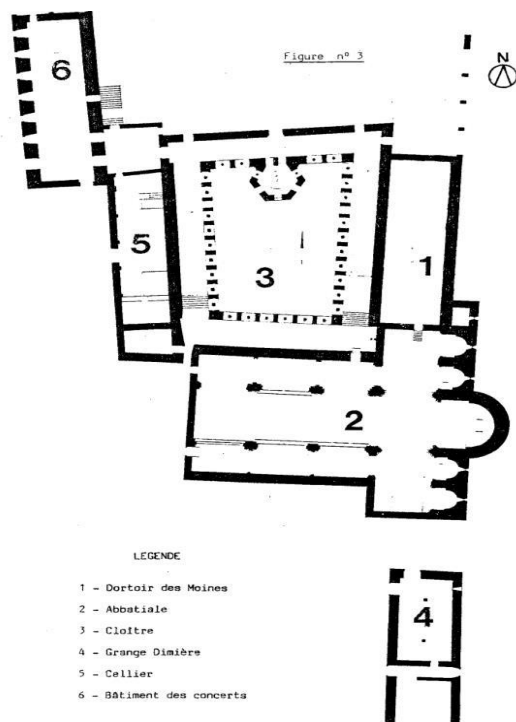 Figure n° 3
N
6
5
3
1
2
4
LEGENDE
1 - Dortoir des Moines
2 - Abbatiale
3 - Cloître
4 - Grange Dimière
5 - Cellier
6 - Bâtiment des concerts